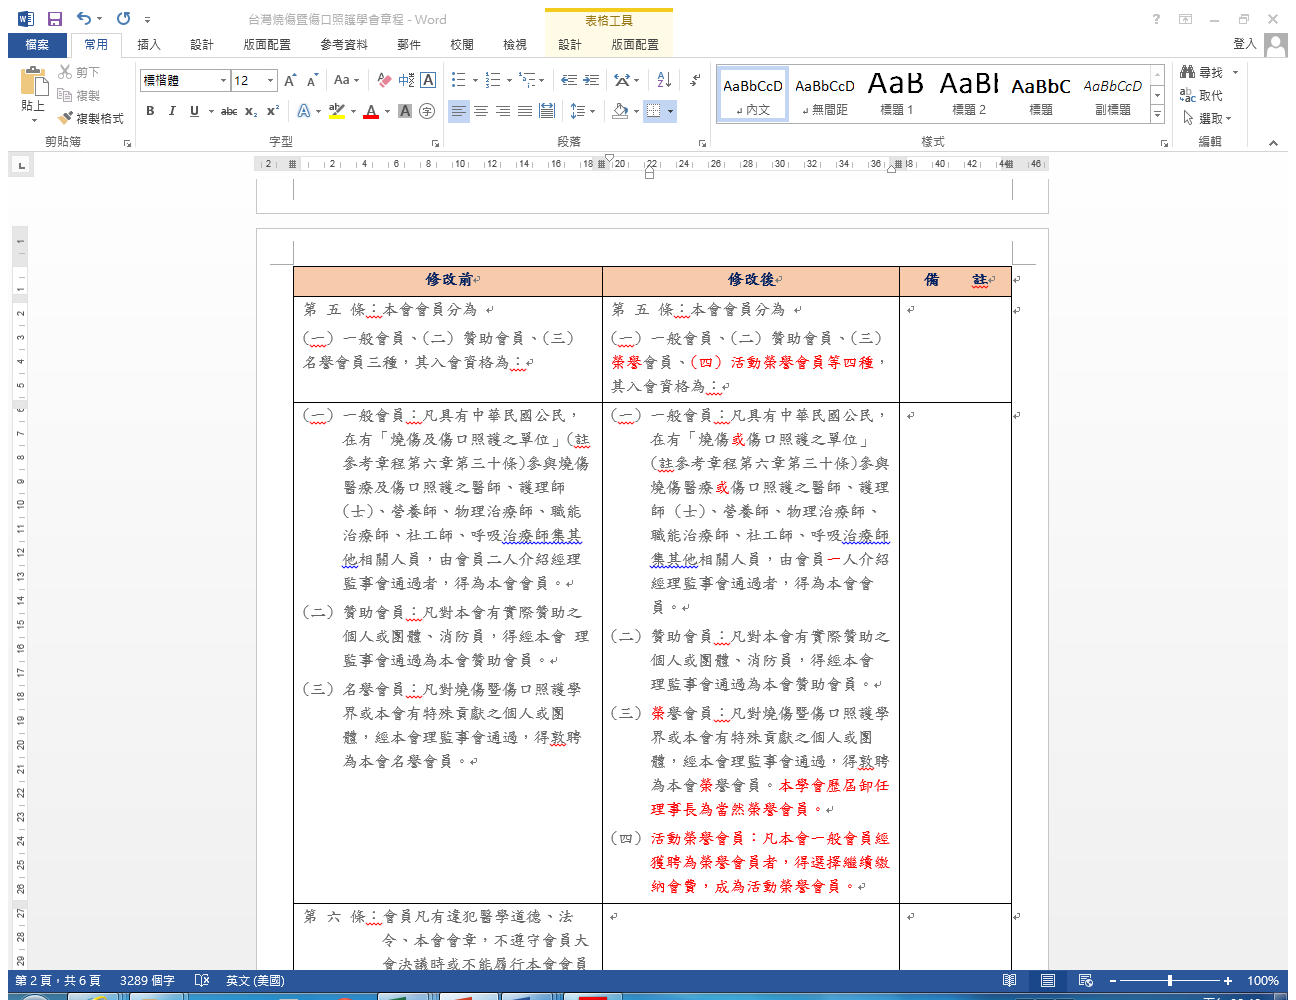 台灣燒傷暨傷口照護學會章程 - Word
表格工具
檔案 常用 插入 設計 版面配置 參考資料 郵件 校閱 檢視 設計 版面配置 登入
貼上
剪下
複製
複製格式
剪貼簿
標楷體 12
字型
段落
AaBbCcD AaBbCcD AaB AaBl AaBbC AaBbCcD
內文 無間距 標題 1 標題 2 標題 副標題
樣式
尋找
取代
選取
編輯
修改前 修改後 備 註
第 五 條：本會會員分為
(一) 一般會員、(二) 贊助會員、(三)
名譽會員三種，其入會資格為：
第 五 條：本會會員分為
(一) 一般會員、(二) 贊助會員、(三)
榮譽會員、(四) 活動榮譽會員等四種，
其入會資格為：
(一) 一般會員：凡具有中華民國公民，
在有「燒傷及傷口照護之單位」(註
參考章程第六章第三十條)參與燒傷
醫療及傷口照護之醫師、護理師
(士)、營養師、物理治療師、職能
治療師、社工師、呼吸治療師集其
他相關人員，由會員二人介紹經理
監事會通過者，得為本會會員。
(二) 贊助會員：凡對本會有實際贊助之
個人或團體、消防員，得經本會 理
監事會通過為本會贊助會員。
(三) 名譽會員：凡對燒傷暨傷口照護學
界或本會有特殊貢獻之個人或團
體，經本會理監事會通過，得敦聘
為本會名譽會員。
(一) 一般會員：凡具有中華民國公民，
在有「燒傷或傷口照護之單位」
(註參考章程第六章第三十條)參與
燒傷醫療或傷口照護之醫師、護理
師 (士)、營養師、物理治療師、
職能治療師、社工師、呼吸治療師
集其他相關人員，由會員一人介紹
經理監事會通過者，得為本會會
員。
(二) 贊助會員：凡對本會有實際贊助之
個人或團體、消防員，得經本會
理監事會通過為本會贊助會員。
(三) 榮譽會員：凡對燒傷暨傷口照護學
界或本會有特殊貢獻之個人或團
體，經本會理監事會通過，得敦聘
為本會榮譽會員。本學會歷屆卸任
理事長為當然榮譽會員。
(四) 活動榮譽會員：凡本會一般會員經
獲聘為榮譽會員者，得選擇繼續繳
納會費，成為活動榮譽會員。
第 六 條：會員凡有違犯醫學道德、法
令、本會會章，不遵守會員大
會決議時或不能履行本會會員
第 2 頁，共 6 頁 3289 個字 英文 (美國) 100%